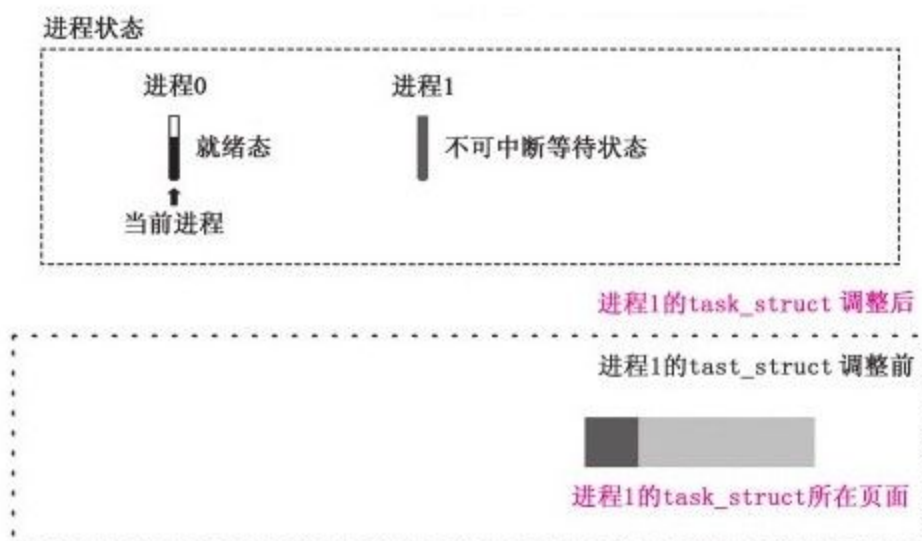 进程状态
进程0 进程1
就绪态 不可中断等待状态
当前进程
进程1的task_struct 调整后
进程1的tast_struct 调整前
进程1的task_struct所在页面